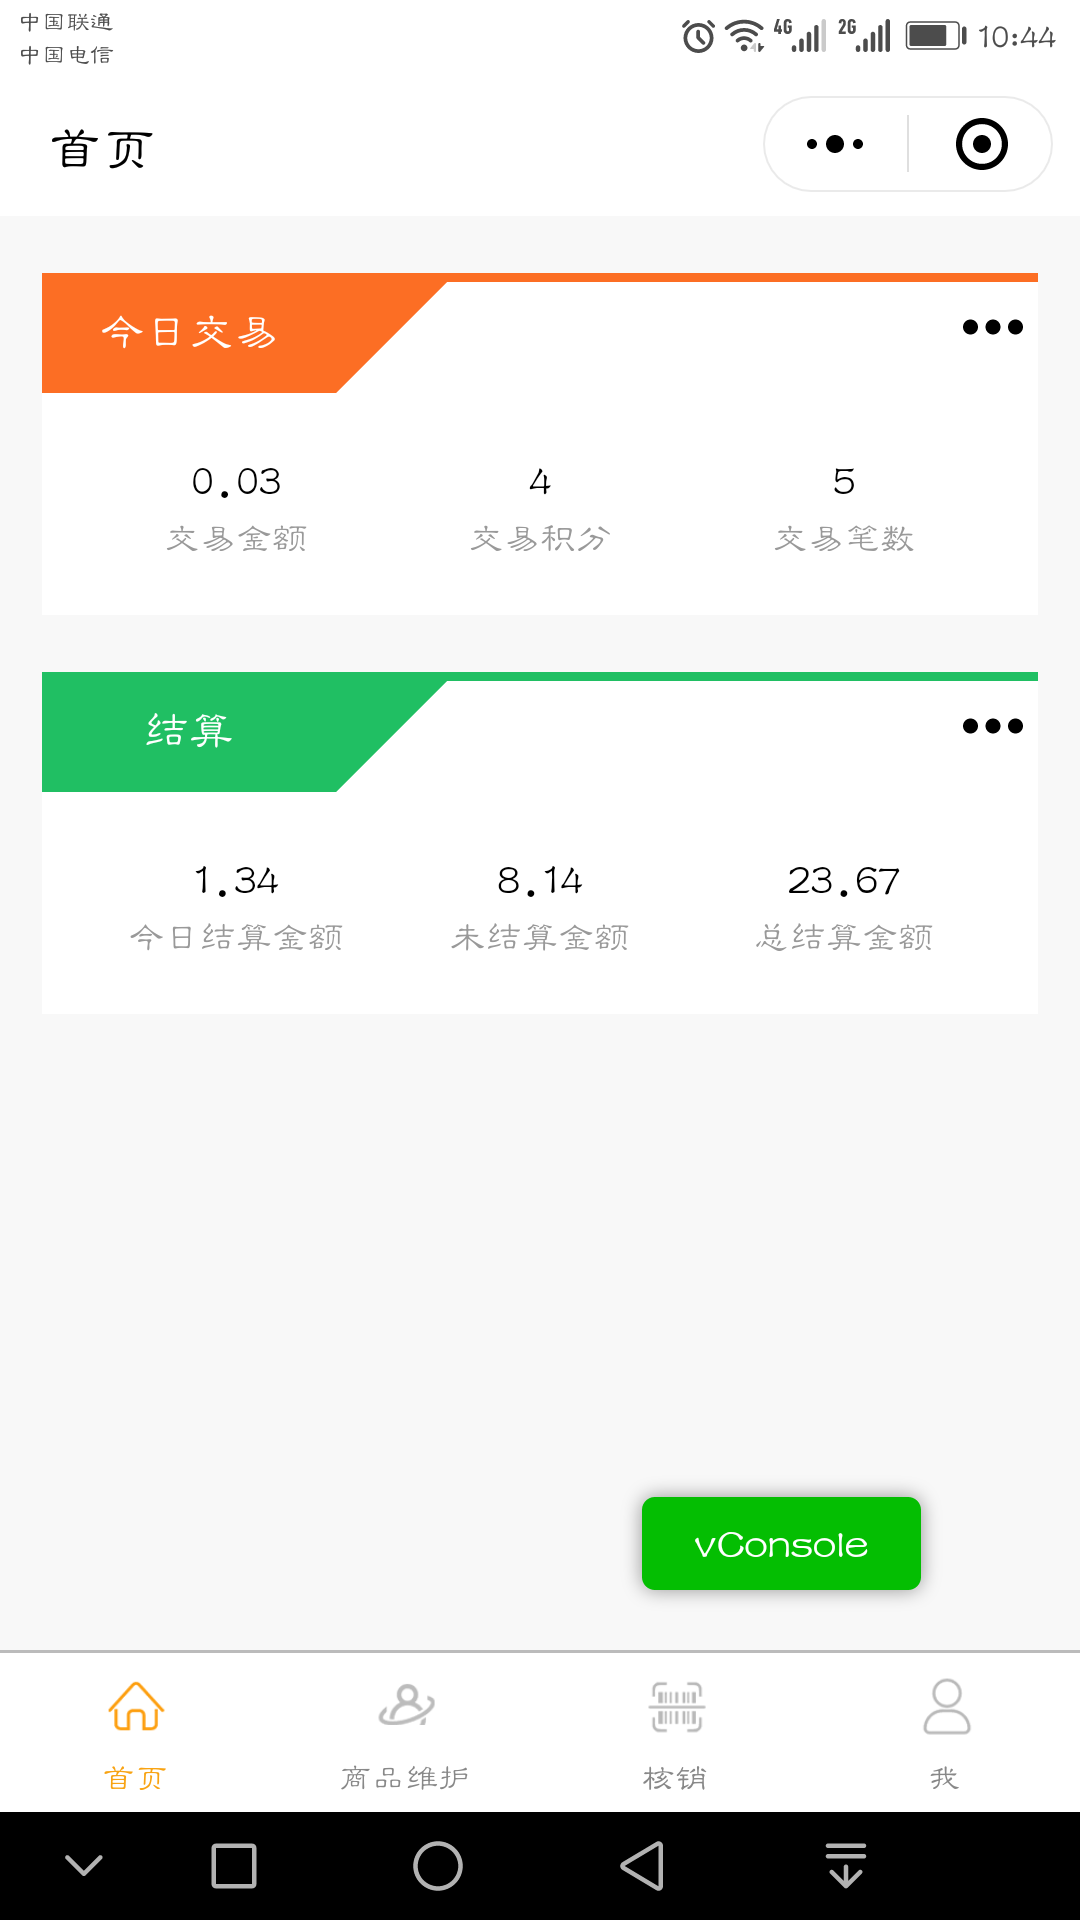 中国联通
中国电信
4G 2G 10:44
首页
今日交易
0.03 4 5
交易金额 交易积分 交易笔数
结算
1.34 8.14 23.67
今日结算金额 未结算金额 总结算金额
vConsole
首页 商品维护 核销 我